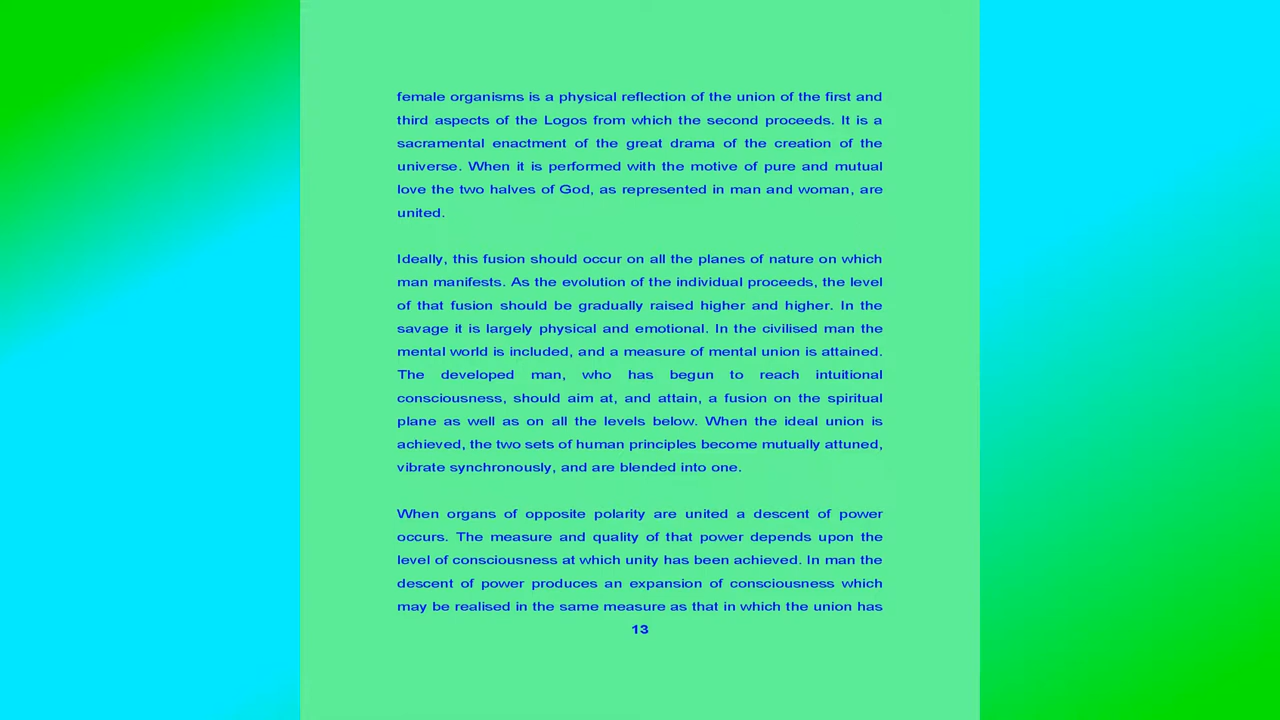 female organisms is a physical reflection of the union of the first and
third aspects of the Logos from which the second proceeds. It is a
sacramental enactment of the great drama of the creation of the
universe. When it is performed with the motive of pure and mutual
love the two halves of God, as represented in man and woman, are
united.
Ideally, this fusion should occur on all the planes of nature on which
man manifests. As the evolution of the individual proceeds, the level
of that fusion should be gradually raised higher and higher. In the
savage it is largely physical and emotional. In the civilised man the
mental world is included, and a measure of mental union is attained.
The developed man, who has begun to reach intuitional
consciousness, should aim at, and attain, a fusion on the spiritual
plane as well as on all the levels below. When the ideal union is
achieved, the two sets of human principles become mutually attuned,
vibrate synchronously, and are blended into one.
When organs of opposite polarity are united a descent of power
occurs. The measure and quality of that power depends upon the
level of consciousness at which unity has been achieved. In man the
descent of power produces an expansion of consciousness which
may be realised in the same measure as that in which the union has
13